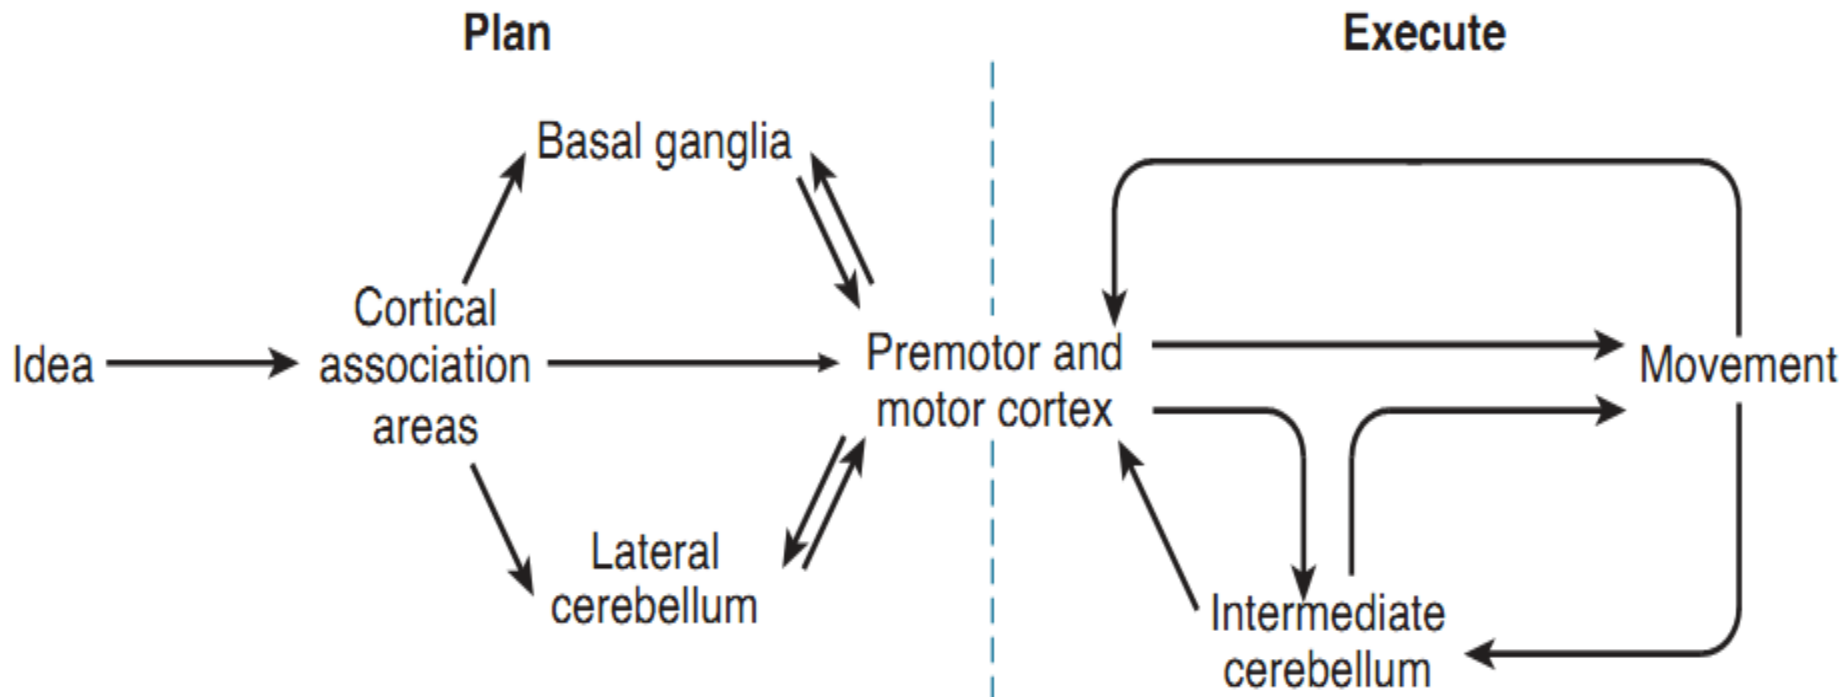 Plan
Execute
Basal ganglia
Idea
Cortical
association
areas
Premotor and
motor cortex
Movement
Lateral
cerebellum
Intermediate
cerebellum